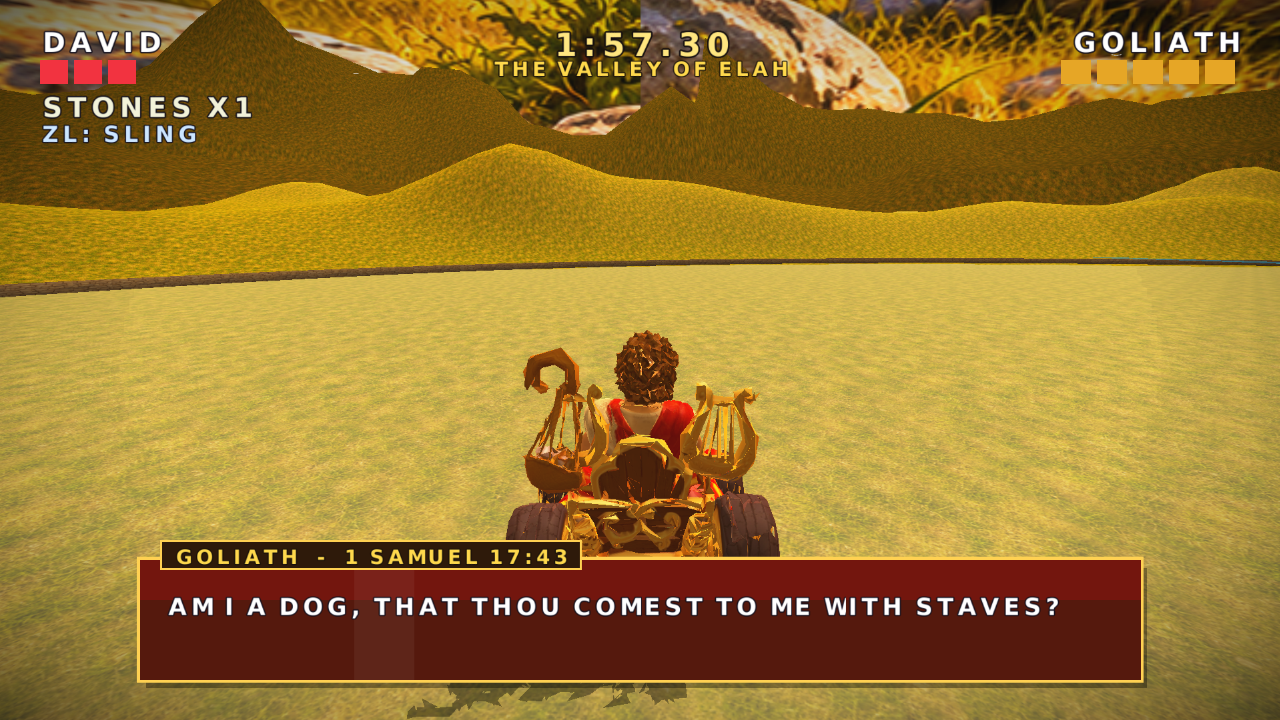 DAVID
1:57.30
GOLIATH
THE VALLEY OF ELAH
STONES X1
ZL: SLING
GOLIATH - 1 SAMUEL 17:43
AM I A DOG, THAT THOU COMEST TO ME WITH STAVES?